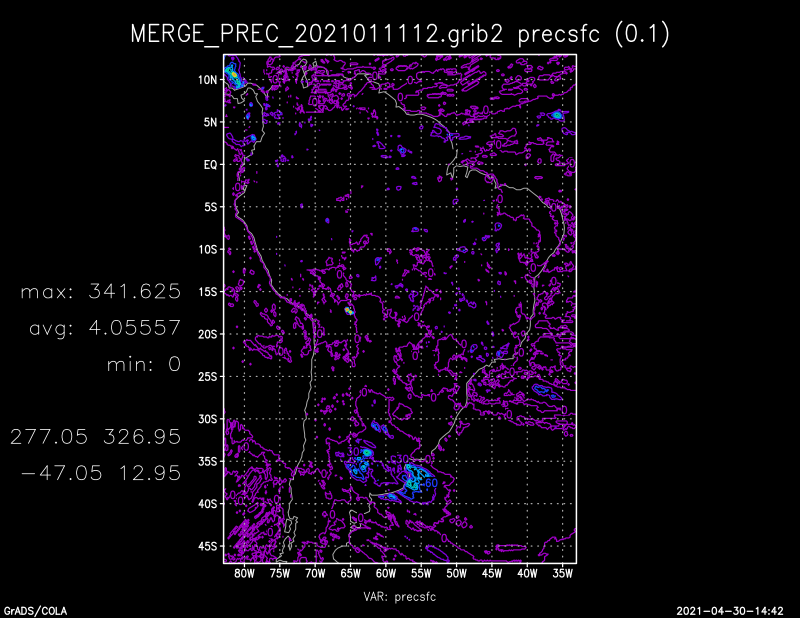 MERGE_PREC_2021011112.grib2 precsfc (0.1)
10N
5N
EQ
5S
10S
15S
20S
25S
30S
35S
40S
45S
max: 341.625
avg: 4.05557
min: 0
277.05 326.95
-47.05 12.95
60
80W 75W 70W 65W 60W 55W 50W 45W 40W 35W
VAR: precsfc
GrADS/COLA
2021-04-30-14:42